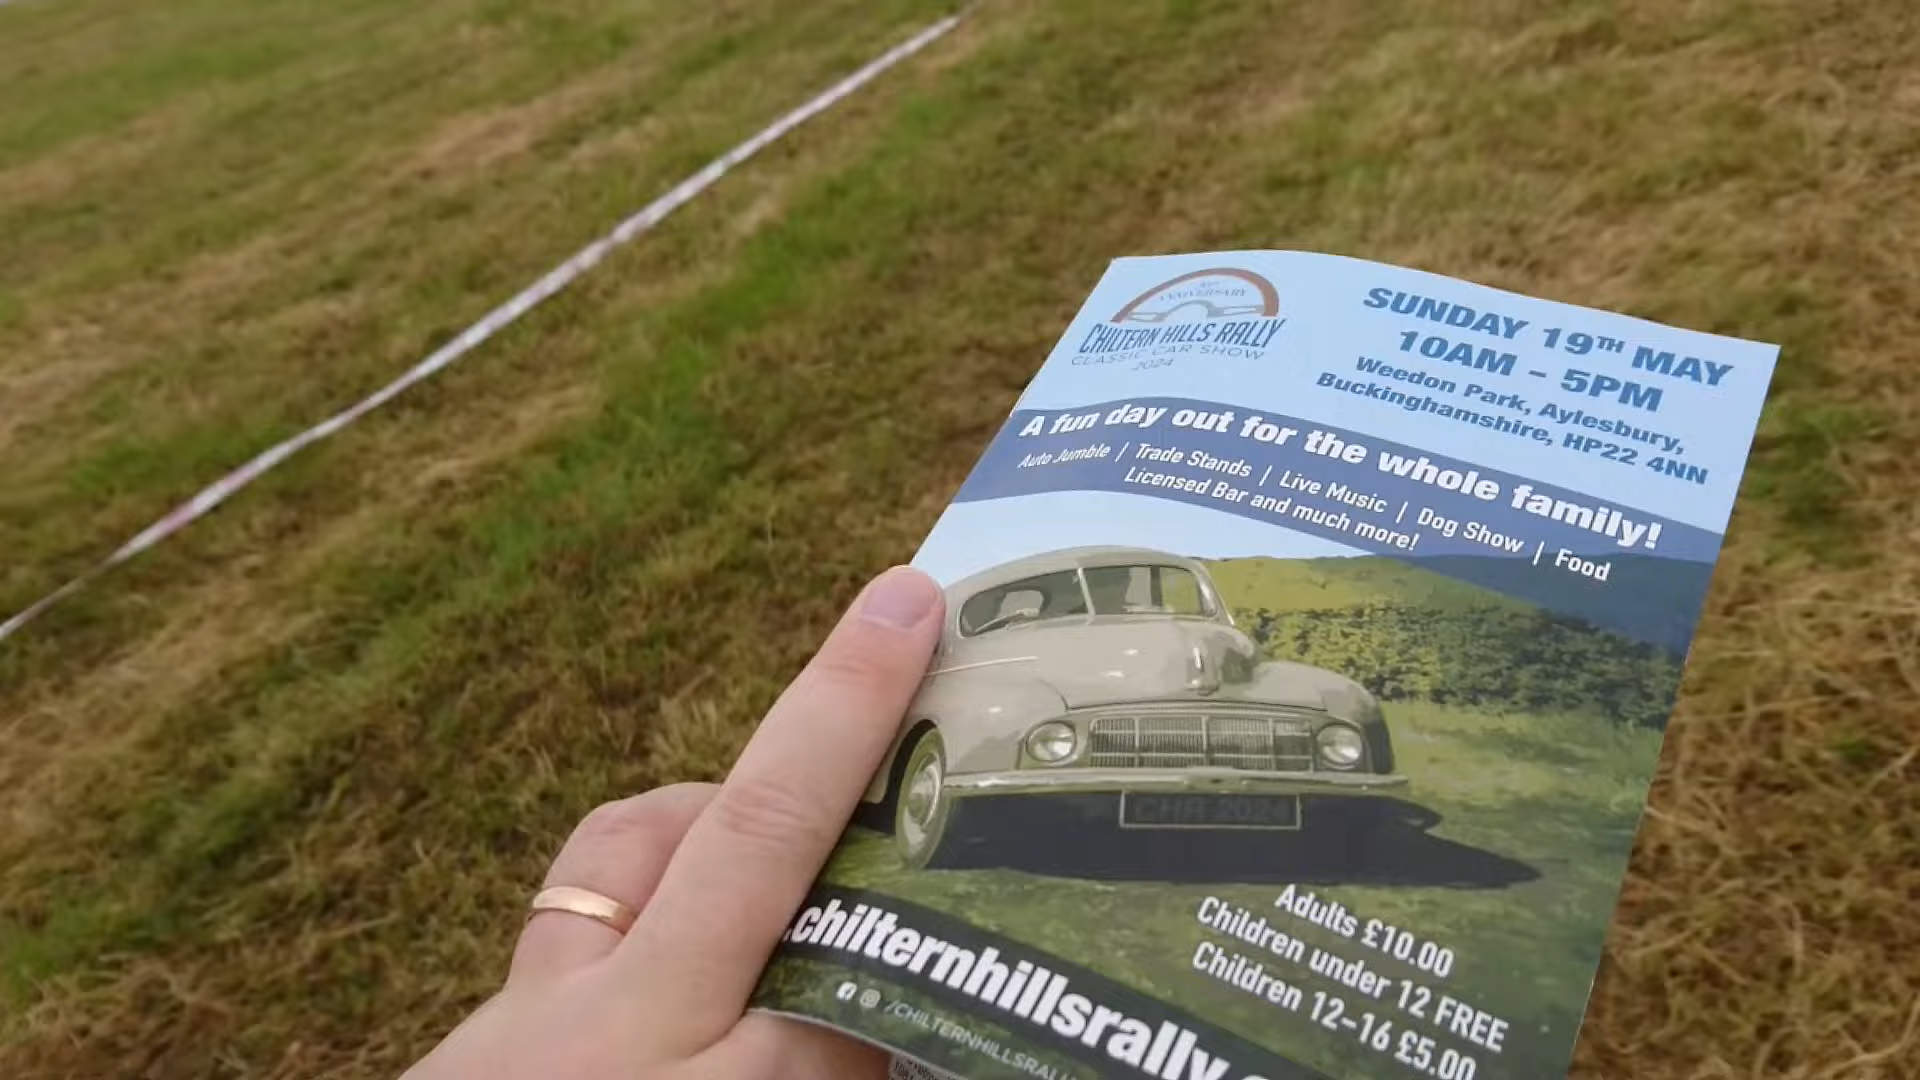 ANNIVERSARY
CHILTERN HILLS RALLY
CLASSIC CAR SHOW
2024
SUNDAY 19TH MAY
10AM - 5PM
Weedon Park, Aylesbury,
Buckinghamshire, HP22 4NN
A fun day out for the whole family!
Auto Jumble | Trade Stands | Live Music | Dog Show | Food
Licensed Bar and much more!
CHR 2024
Adults £10.00
Children under 12 FREE
Children 12-16 £5.00
.chilternhillsrally.
/CHILTERNHILLSRALLY